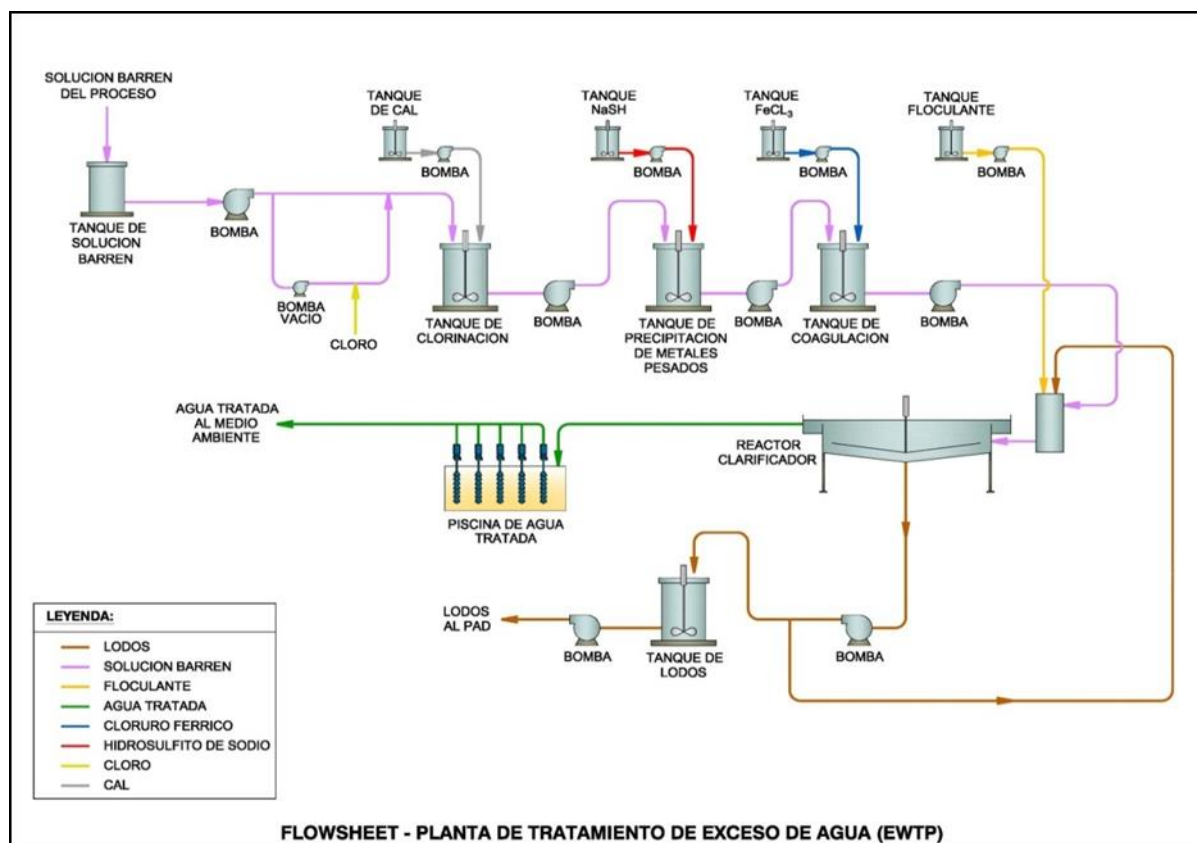 SOLUCION BARREN
DEL PROCESO
TANQUE
DE CAL
TANQUE
NaSH
TANQUE
FeCL₃
TANQUE
FLOCULANTE
BOMBA
BOMBA
BOMBA
BOMBA
TANQUE DE
SOLUCION
BARREN
BOMBA
BOMBA
VACIO
CLORO
TANQUE DE
CLORINACION
BOMBA
TANQUE DE
PRECIPITACION
DE METALES
PESADOS
BOMBA
TANQUE DE
COAGULACION
BOMBA
AGUA TRATADA
AL MEDIO
AMBIENTE
REACTOR
CLARIFICADOR
PISCINA DE AGUA
TRATADA
LODOS
AL PAD
BOMBA
TANQUE DE
LODOS
BOMBA
LEYENDA:
LODOS
SOLUCION BARREN
FLOCULANTE
AGUA TRATADA
CLORURO FERRICO
HIDROSULFITO DE SODIO
CLORO
CAL
FLOWSHEET - PLANTA DE TRATAMIENTO DE EXCESO DE AGUA (EWTP)